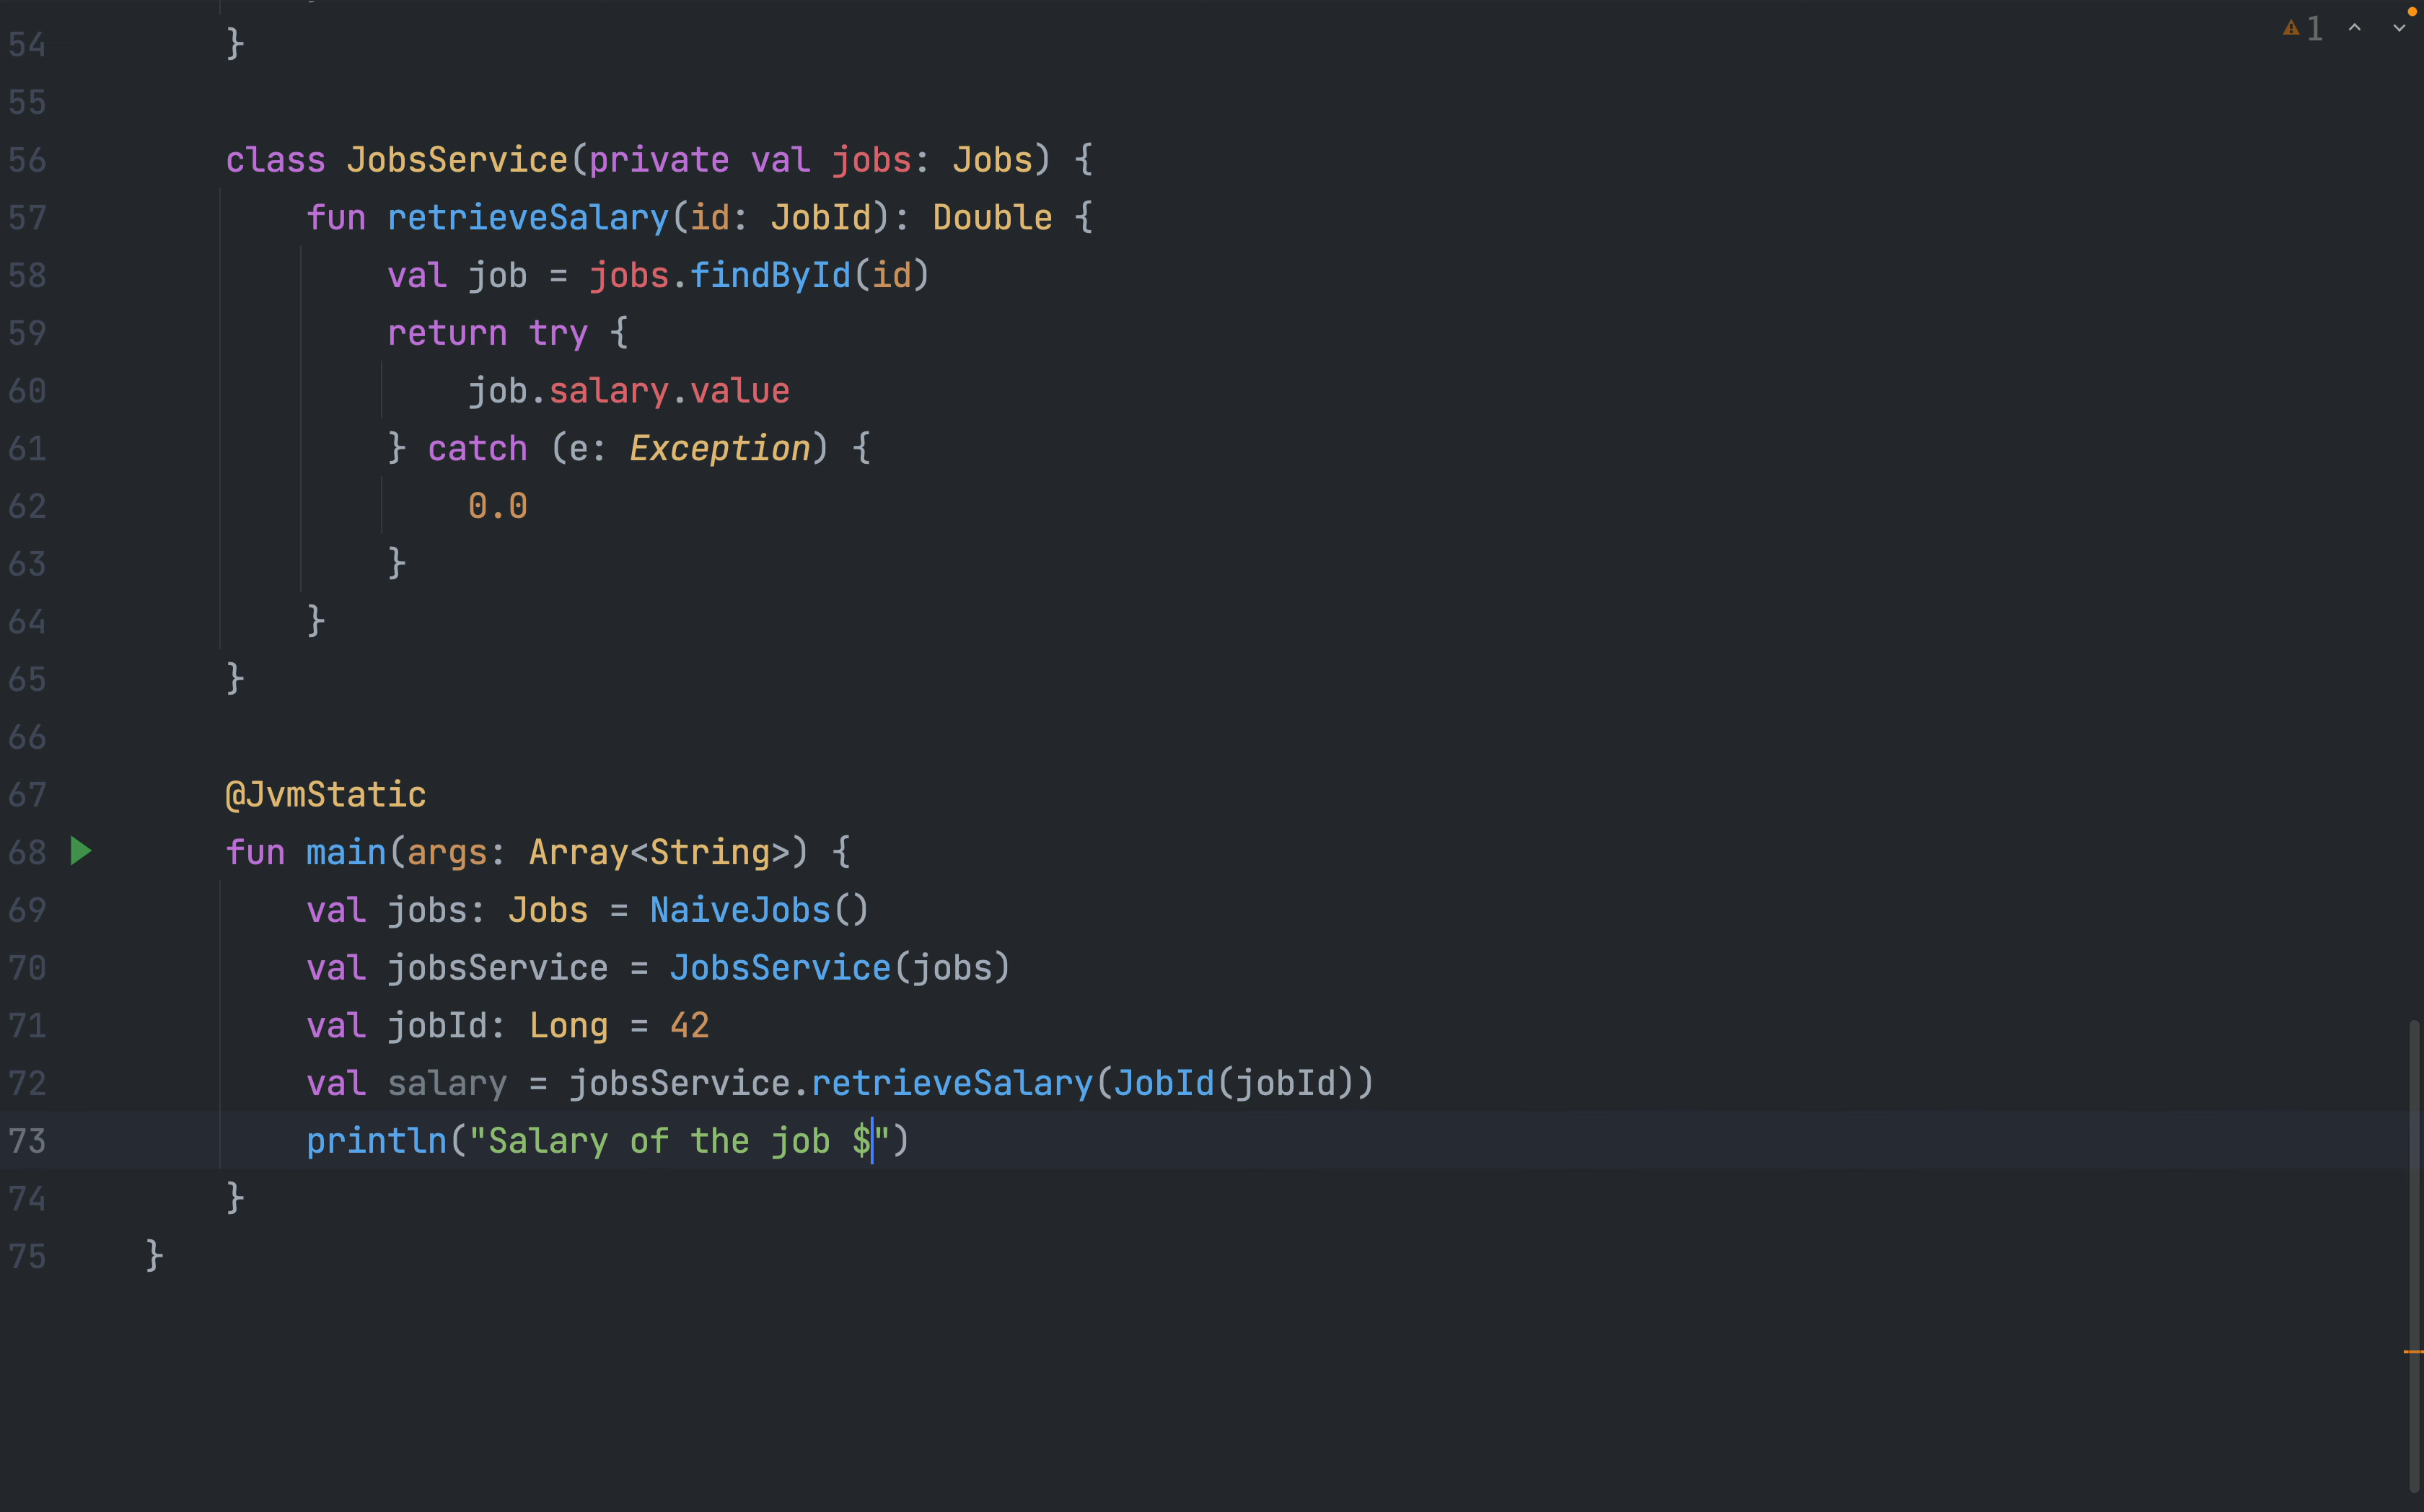 1
54 }
55
56 class JobsService(private val jobs: Jobs) {
57 fun retrieveSalary(id: JobId): Double {
58 val job = jobs.findById(id)
59 return try {
60 job.salary.value
61 } catch (e: Exception) {
62 0.0
63 }
64 }
65 }
66
67 @JvmStatic
68 fun main(args: Array<String>) {
69 val jobs: Jobs = NaiveJobs()
70 val jobsService = JobsService(jobs)
71 val jobId: Long = 42
72 val salary = jobsService.retrieveSalary(JobId(jobId))
73 println("Salary of the job $")
74 }
75 }